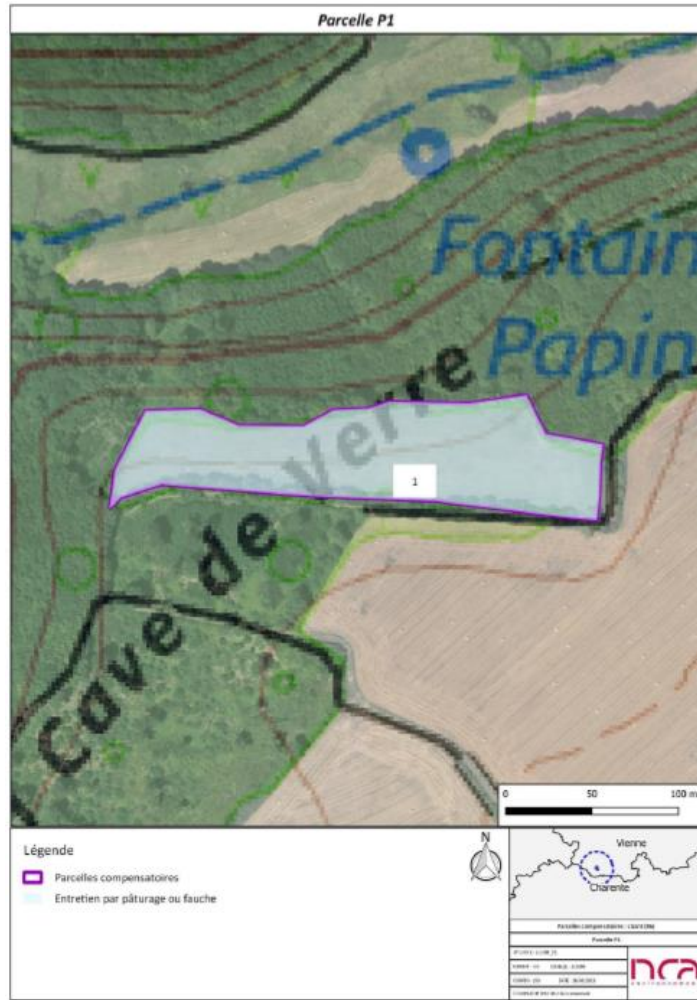 Parcelle P1
Fontain
Papin
Cave de Verre
1
0 50 100 m
Légende
N
Parcelles compensatoires
Entretien par pâturage ou fauche
Vienne
Charente
Parcelle P1
nca